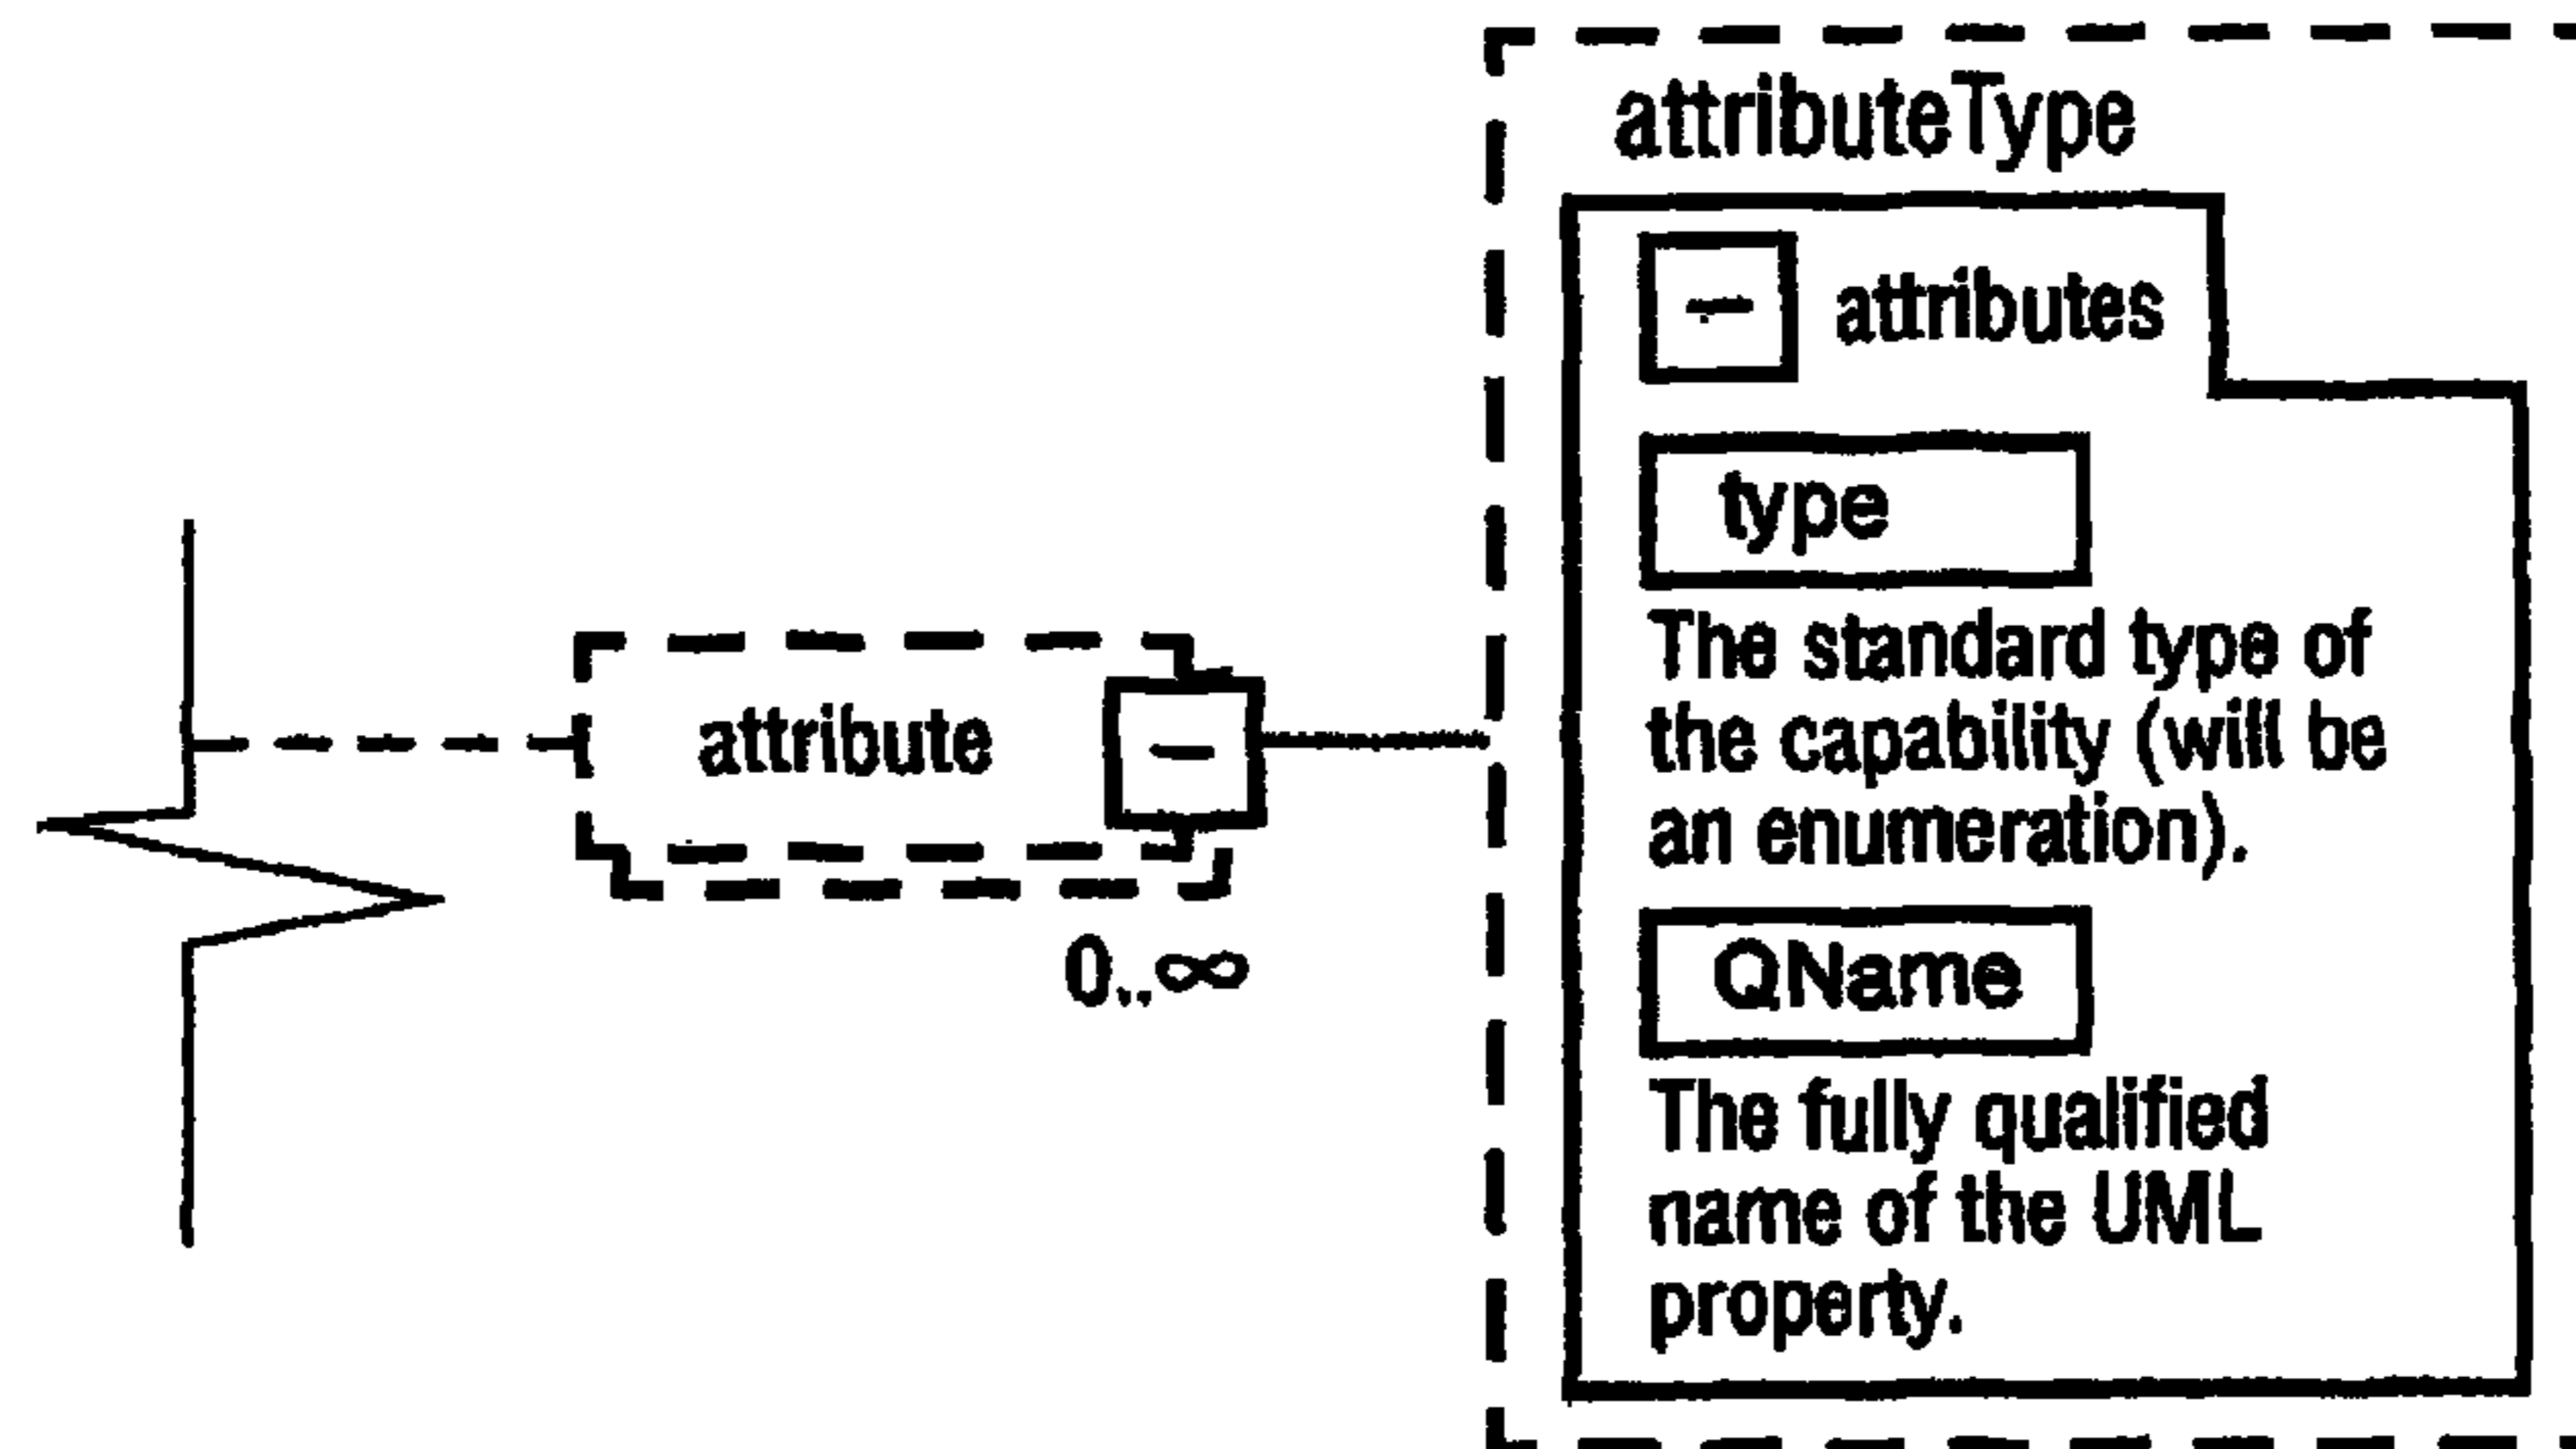 attributeType
attributes
type
The standard type of
the capability (will be
an enumeration).
attribute
0..∞
QName
The fully qualified
name of the UML
property.